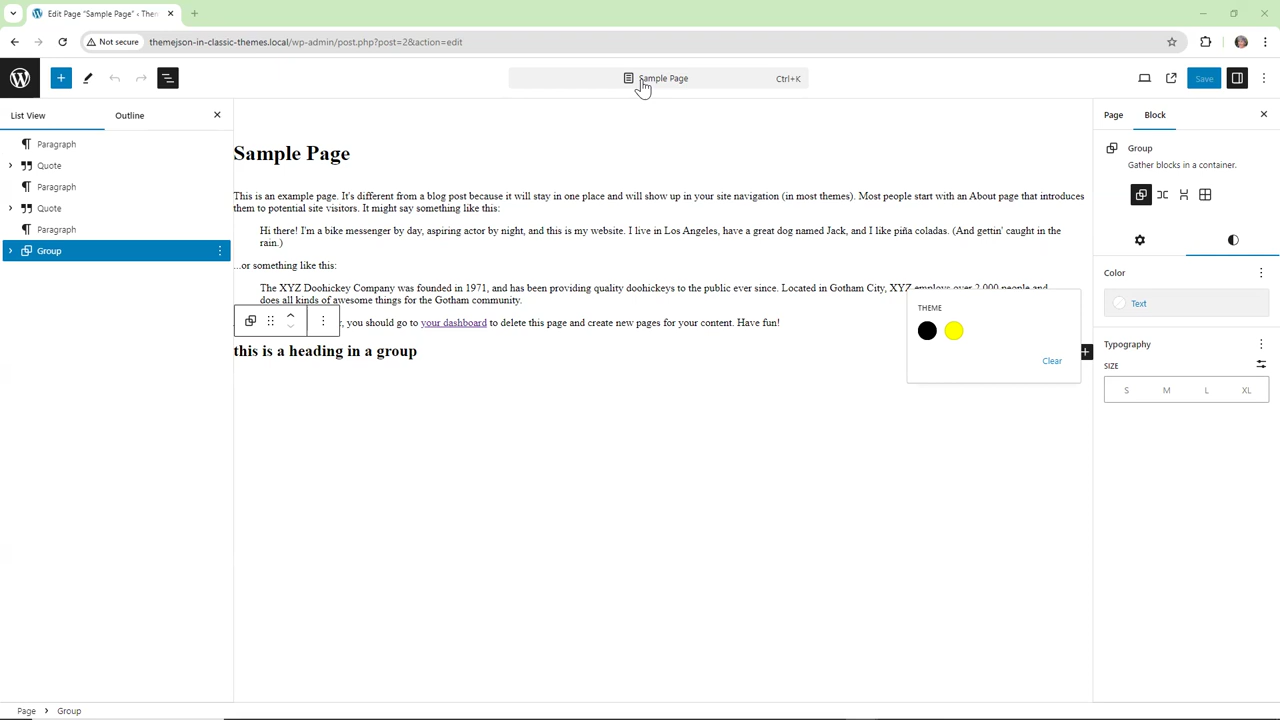 Edit Page "Sample Page" ‹ Then
Not secure
themejson-in-classic-themes.local/wp-admin/post.php?post=2&action=edit
Sample Page
Ctrl+K
Save
List View
Outline
Page
Block
Paragraph
Quote
Paragraph
Quote
Paragraph
Group
Sample Page
This is an example page. It's different from a blog post because it will stay in one place and will show up in your site navigation (in most themes). Most people start with an About page that introduces
them to potential site visitors. It might say something like this:
Hi there! I'm a bike messenger by day, aspiring actor by night, and this is my website. I live in Los Angeles, have a great dog named Jack, and I like piña coladas. (And gettin' caught in the
rain.)
...or something like this:
The XYZ Doohickey Company was founded in 1971, and has been providing quality doohickeys to the public ever since. Located in Gotham City, XYZ employs over 2,000 people and
does all kinds of awesome things for the Gotham community.
, you should go to your dashboard to delete this page and create new pages for your content. Have fun!
this is a heading in a group
THEME
Clear
Group
Gather blocks in a container.
Color
Text
Typography
SIZE
S M L XL
Page
Group